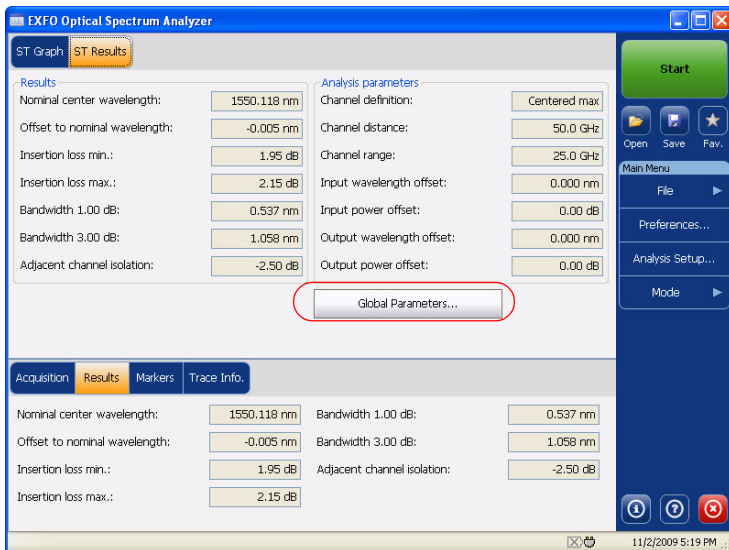 EXFO Optical Spectrum Analyzer
ST Graph ST Results
Results
Nominal center wavelength: 1550.118 nm
Offset to nominal wavelength: -0.005 nm
Insertion loss min.: 1.95 dB
Insertion loss max.: 2.15 dB
Bandwidth 1.00 dB: 0.537 nm
Bandwidth 3.00 dB: 1.058 nm
Adjacent channel isolation: -2.50 dB
Analysis parameters
Channel definition: Centered max
Channel distance: 50.0 GHz
Channel range: 25.0 GHz
Input wavelength offset: 0.000 nm
Input power offset: 0.00 dB
Output wavelength offset: 0.000 nm
Output power offset: 0.00 dB
Global Parameters...
Acquisition Results Markers Trace Info.
Nominal center wavelength: 1550.118 nm
Offset to nominal wavelength: -0.005 nm
Insertion loss min.: 1.95 dB
Insertion loss max.: 2.15 dB
Bandwidth 1.00 dB: 0.537 nm
Bandwidth 3.00 dB: 1.058 nm
Adjacent channel isolation: -2.50 dB
Start
Open Save Fav.
Main Menu
File
Preferences...
Analysis Setup...
Mode
11/2/2009 5:19 PM